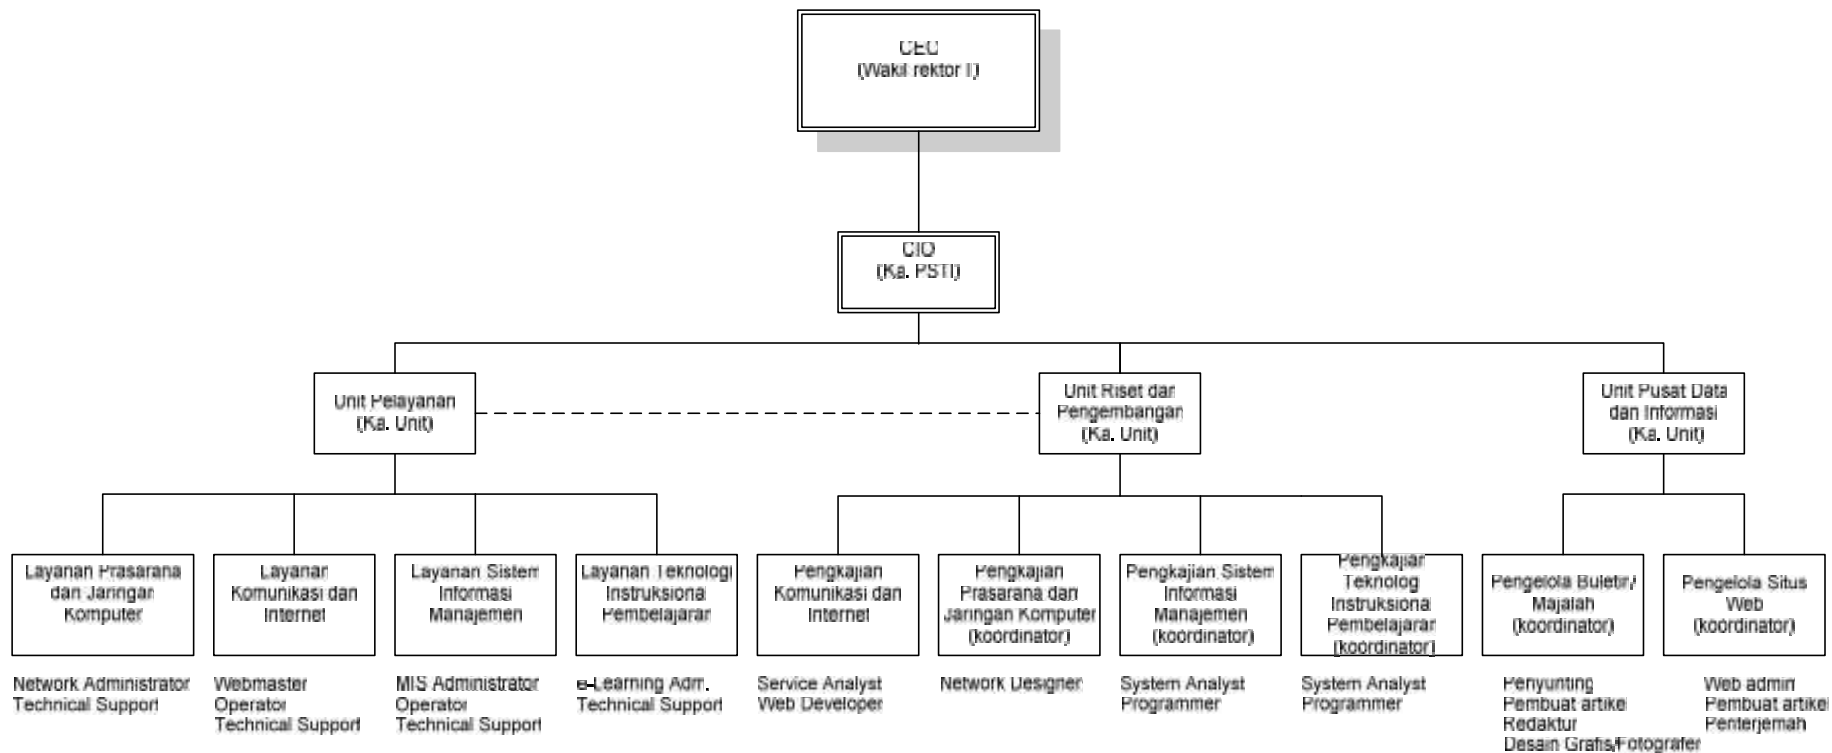 CEO
(Wakil rektor I)
CIO
(Ka. PSTI)
Unit Pelayanan
(Ka. Unit)
Unit Riset dan
Pengembangan
(Ka. Unit)
Unit Pusat Data
dan Informasi
(Ka. Unit)
Layanan Prasarana
dan Jaringan
Komputer
Layanan
Komunikasi dan
Internet
Layanan Sistem
Informasi
Manajemen
Layanan Teknologi
Instruksional
Pembelajaran
Pengkajian
Komunikasi dan
Internet
Pengkajian
Prasarana dan
Jaringan Komputer
(koordinator)
Pengkajian Sistem
Informasi
Manajemen
(koordinator)
Pengkajian
Teknologi
Instruksional
Pembelajaran
(koordinator)
Pengelola Buletin/
Majalah
(koordinator)
Pengelola Situs
Web
(koordinator)
Network Administrator
Technical Support
Webmaster
Operator
Technical Support
MIS Administrator
Operator
Technical Support
e-Learning Adm.
Technical Support
Service Analyst
Web Developer
Network Designer
System Analyst
Programmer
System Analyst
Programmer
Penyunting
Pembuat artikel
Redaktur
Desain Grafis/Fotografer
Web admin
Pembuat artikel
Penterjemah